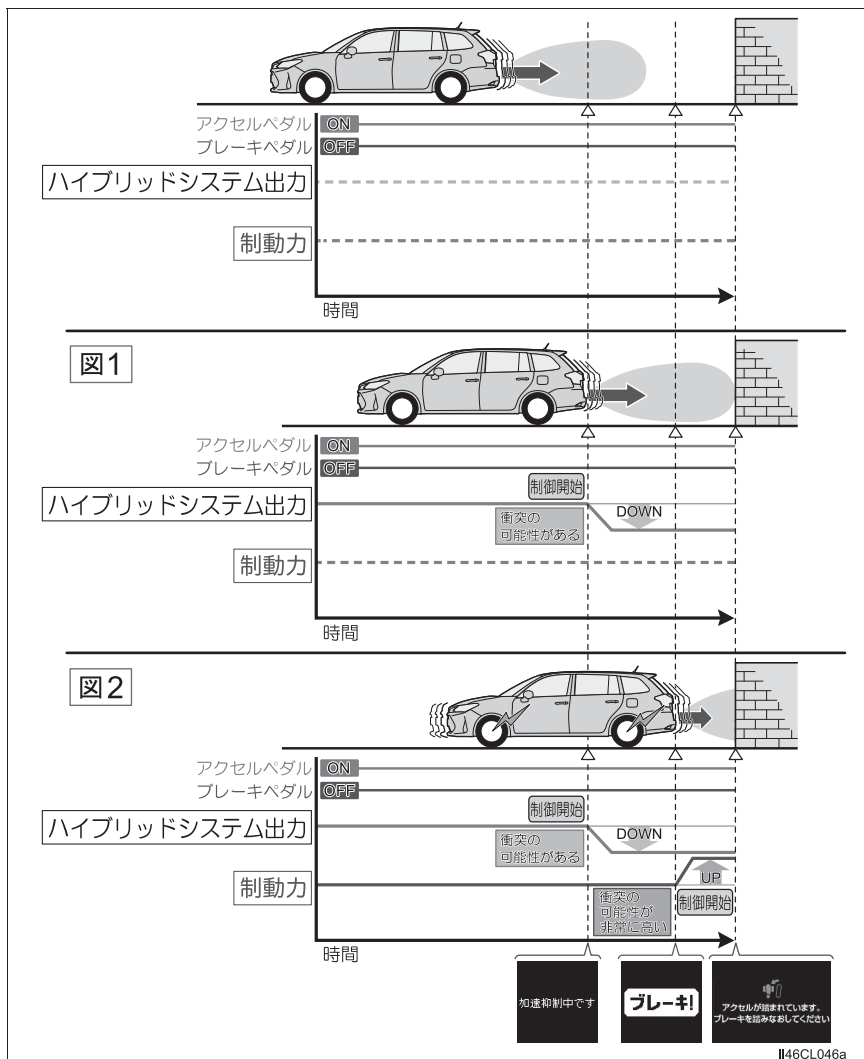 アクセルペダル ON
ブレーキペダル OFF
ハイブリッドシステム出力
制動力
時間
図1
アクセルペダル ON
ブレーキペダル OFF
制御開始
ハイブリッドシステム出力
衝突の
可能性がある
DOWN
制動力
時間
図2
アクセルペダル ON
ブレーキペダル OFF
制御開始
ハイブリッドシステム出力
衝突の
可能性がある
DOWN
制動力
UP
制御開始
衝突の
可能性が
非常に高い
時間
加速抑制中です
ブレーキ!
アクセルが踏まれています。
ブレーキを踏みなおしてください
II46CL046a